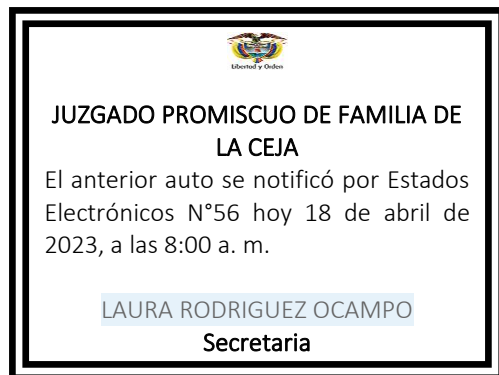 Libertad y Orden
JUZGADO PROMISCUO DE FAMILIA DE
LA CEJA
El anterior auto se notificó por Estados
Electrónicos N°56 hoy 18 de abril de
2023, a las 8:00 a. m.
LAURA RODRIGUEZ OCAMPO
Secretaria